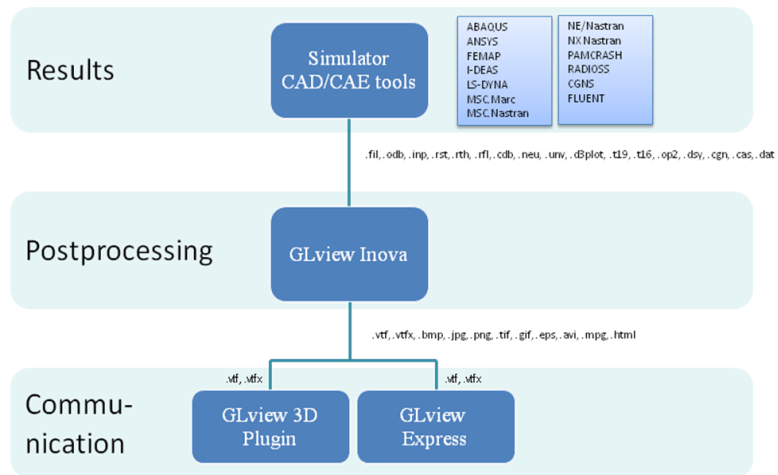 Results
Simulator
CAD/CAE tools
ABAQUS
ANSYS
FEMAP
I-DEAS
LS-DYNA
MSC.Marc
MSC.Nastran
NE/Nastran
NX Nastran
PAMCRASH
RADIOSS
CGNS
FLUENT
.fil, .odb, .inp, .rst, .rth, .rfl, .cdb, .neu, .unv, .d3plot, .t19, .t16, .op2, .dsy, .cgn, .cas, .dat
Postprocessing
GLview Inova
.vtf, .vtfx, .bmp, .jpg, .png, .tif, .gif, .eps, .avi, .mpg, .html
.vtf, .vtfx
.vtf, .vtfx
Commu-
nication
GLview 3D
Plugin
GLview
Express